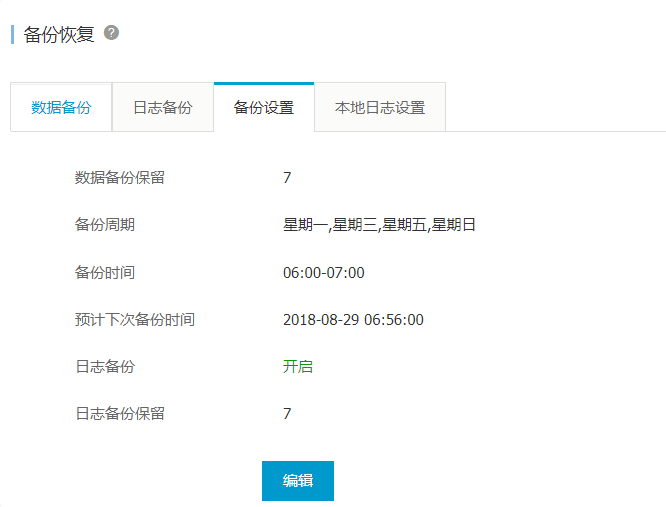 备份恢复 ?
数据备份 日志备份 备份设置 本地日志设置
数据备份保留 7
备份周期 星期一,星期三,星期五,星期日
备份时间 06:00-07:00
预计下次备份时间 2018-08-29 06:56:00
日志备份 开启
日志备份保留 7
编辑